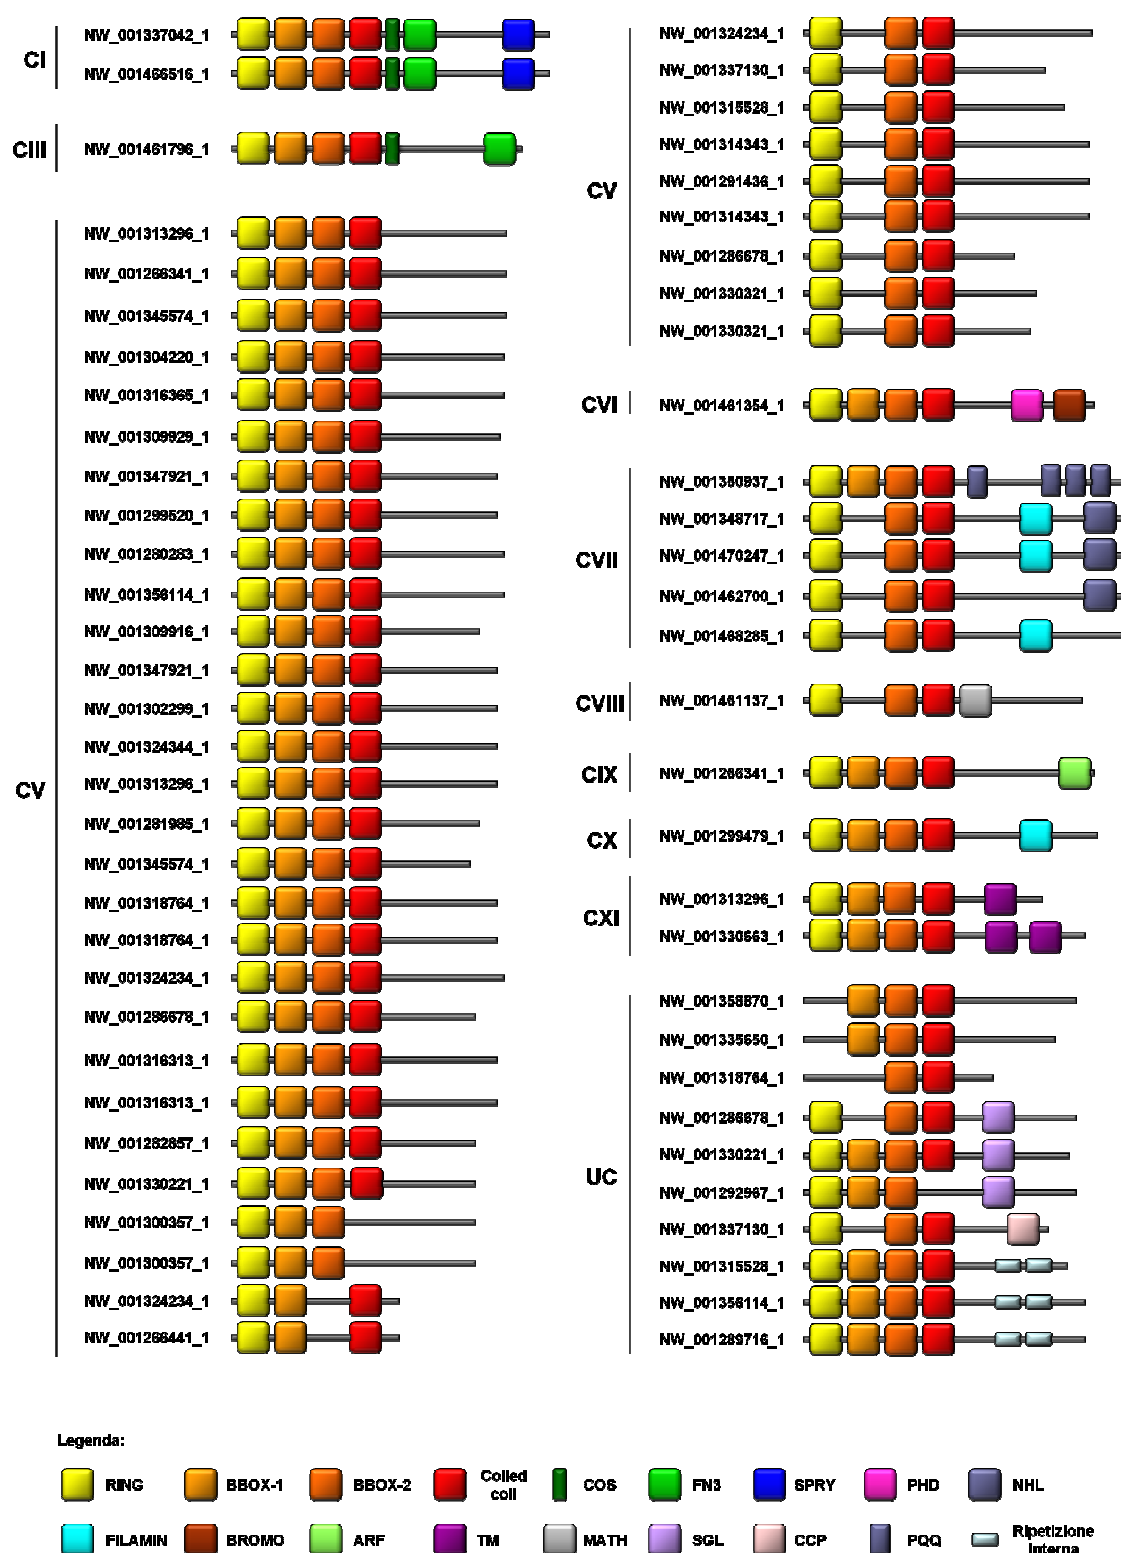 CI
NW_001337042_1
NW_001466516_1
CIII
NW_001461796_1
CV
NW_001313296_1
NW_001266341_1
NW_001345574_1
NW_001304220_1
NW_001316365_1
NW_001309929_1
NW_001347921_1
NW_001299520_1
NW_001280283_1
NW_001356114_1
NW_001309916_1
NW_001347921_1
NW_001302299_1
NW_001324344_1
NW_001313296_1
NW_001281985_1
NW_001345574_1
NW_001318764_1
NW_001318764_1
NW_001324234_1
NW_001286678_1
NW_001316313_1
NW_001316313_1
NW_001282857_1
NW_001330221_1
NW_001300357_1
NW_001300357_1
NW_001324234_1
NW_001266441_1
CV
NW_001324234_1
NW_001337130_1
NW_001315528_1
NW_001314343_1
NW_001291436_1
NW_001314343_1
NW_001286678_1
NW_001330321_1
NW_001330321_1
CVI
NW_001461354_1
CVII
NW_001350937_1
NW_001348717_1
NW_001470247_1
NW_001462700_1
NW_001468285_1
CVIII
NW_001461137_1
CIX
NW_001266341_1
CX
NW_001299479_1
CXI
NW_001313296_1
NW_001330563_1
UC
NW_001358870_1
NW_001335650_1
NW_001318764_1
NW_001286678_1
NW_001330221_1
NW_001292967_1
NW_001337130_1
NW_001315528_1
NW_001356114_1
NW_001289716_1
Legenda:
RING
BBOX-1
BBOX-2
Coiled
coil
COS
FN3
SPRY
PHD
NHL
FILAMIN
BROMO
ARF
TM
MATH
SGL
CCP
PQQ
Ripetizione
interna